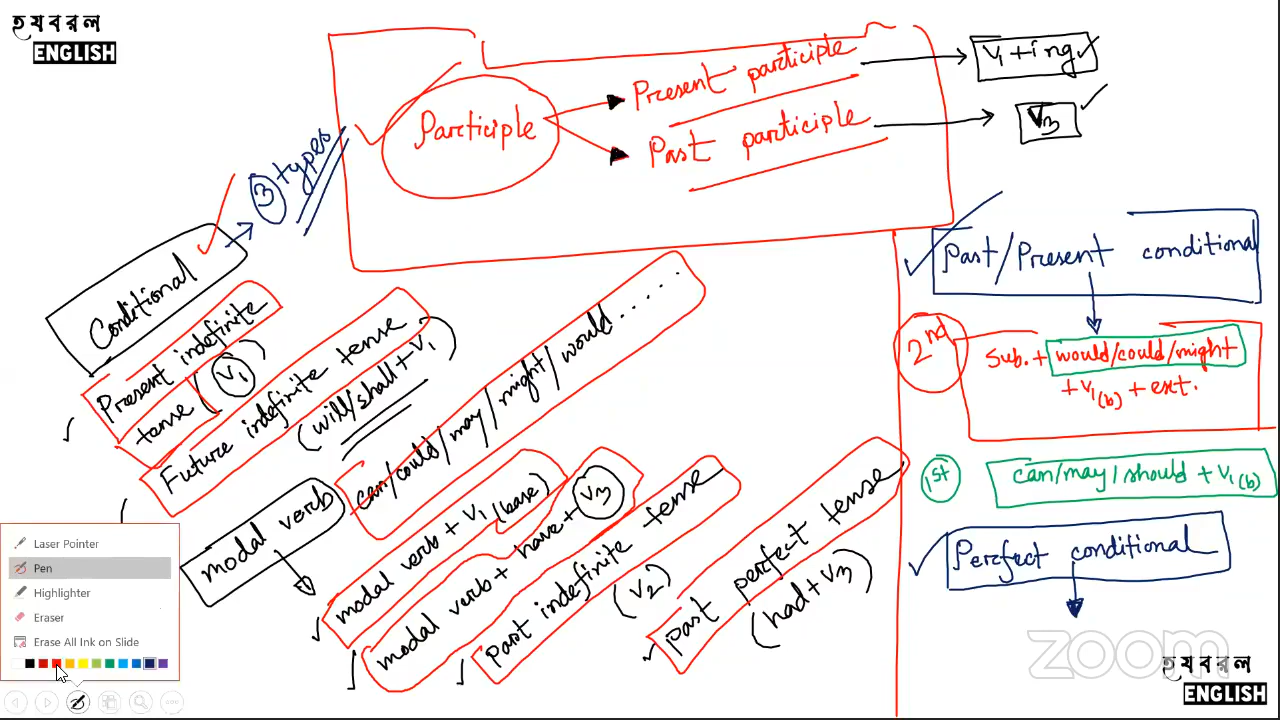 হ য ব র ল
ENGLISH
Participle
Present participle
V1 + ing
Past participle
V3
3 types
Conditional
Present indefinite
tense (V1)
Future indefinite tense
(will/shall + V1)
modal verb
can/could/may/might/would......
modal verb + V1 (base)
modal verb + have + V3
Past indefinite tense
(V2)
Past perfect tense
(had + V3)
Past/Present conditional
2nd
Sub. + would/could/might
+ V1(b) + ext.
1st
can/may/should + V1(b)
Perfect conditional
Laser Pointer
Pen
Highlighter
Eraser
Erase All Ink on Slide
zoom
হ য ব র ল
ENGLISH